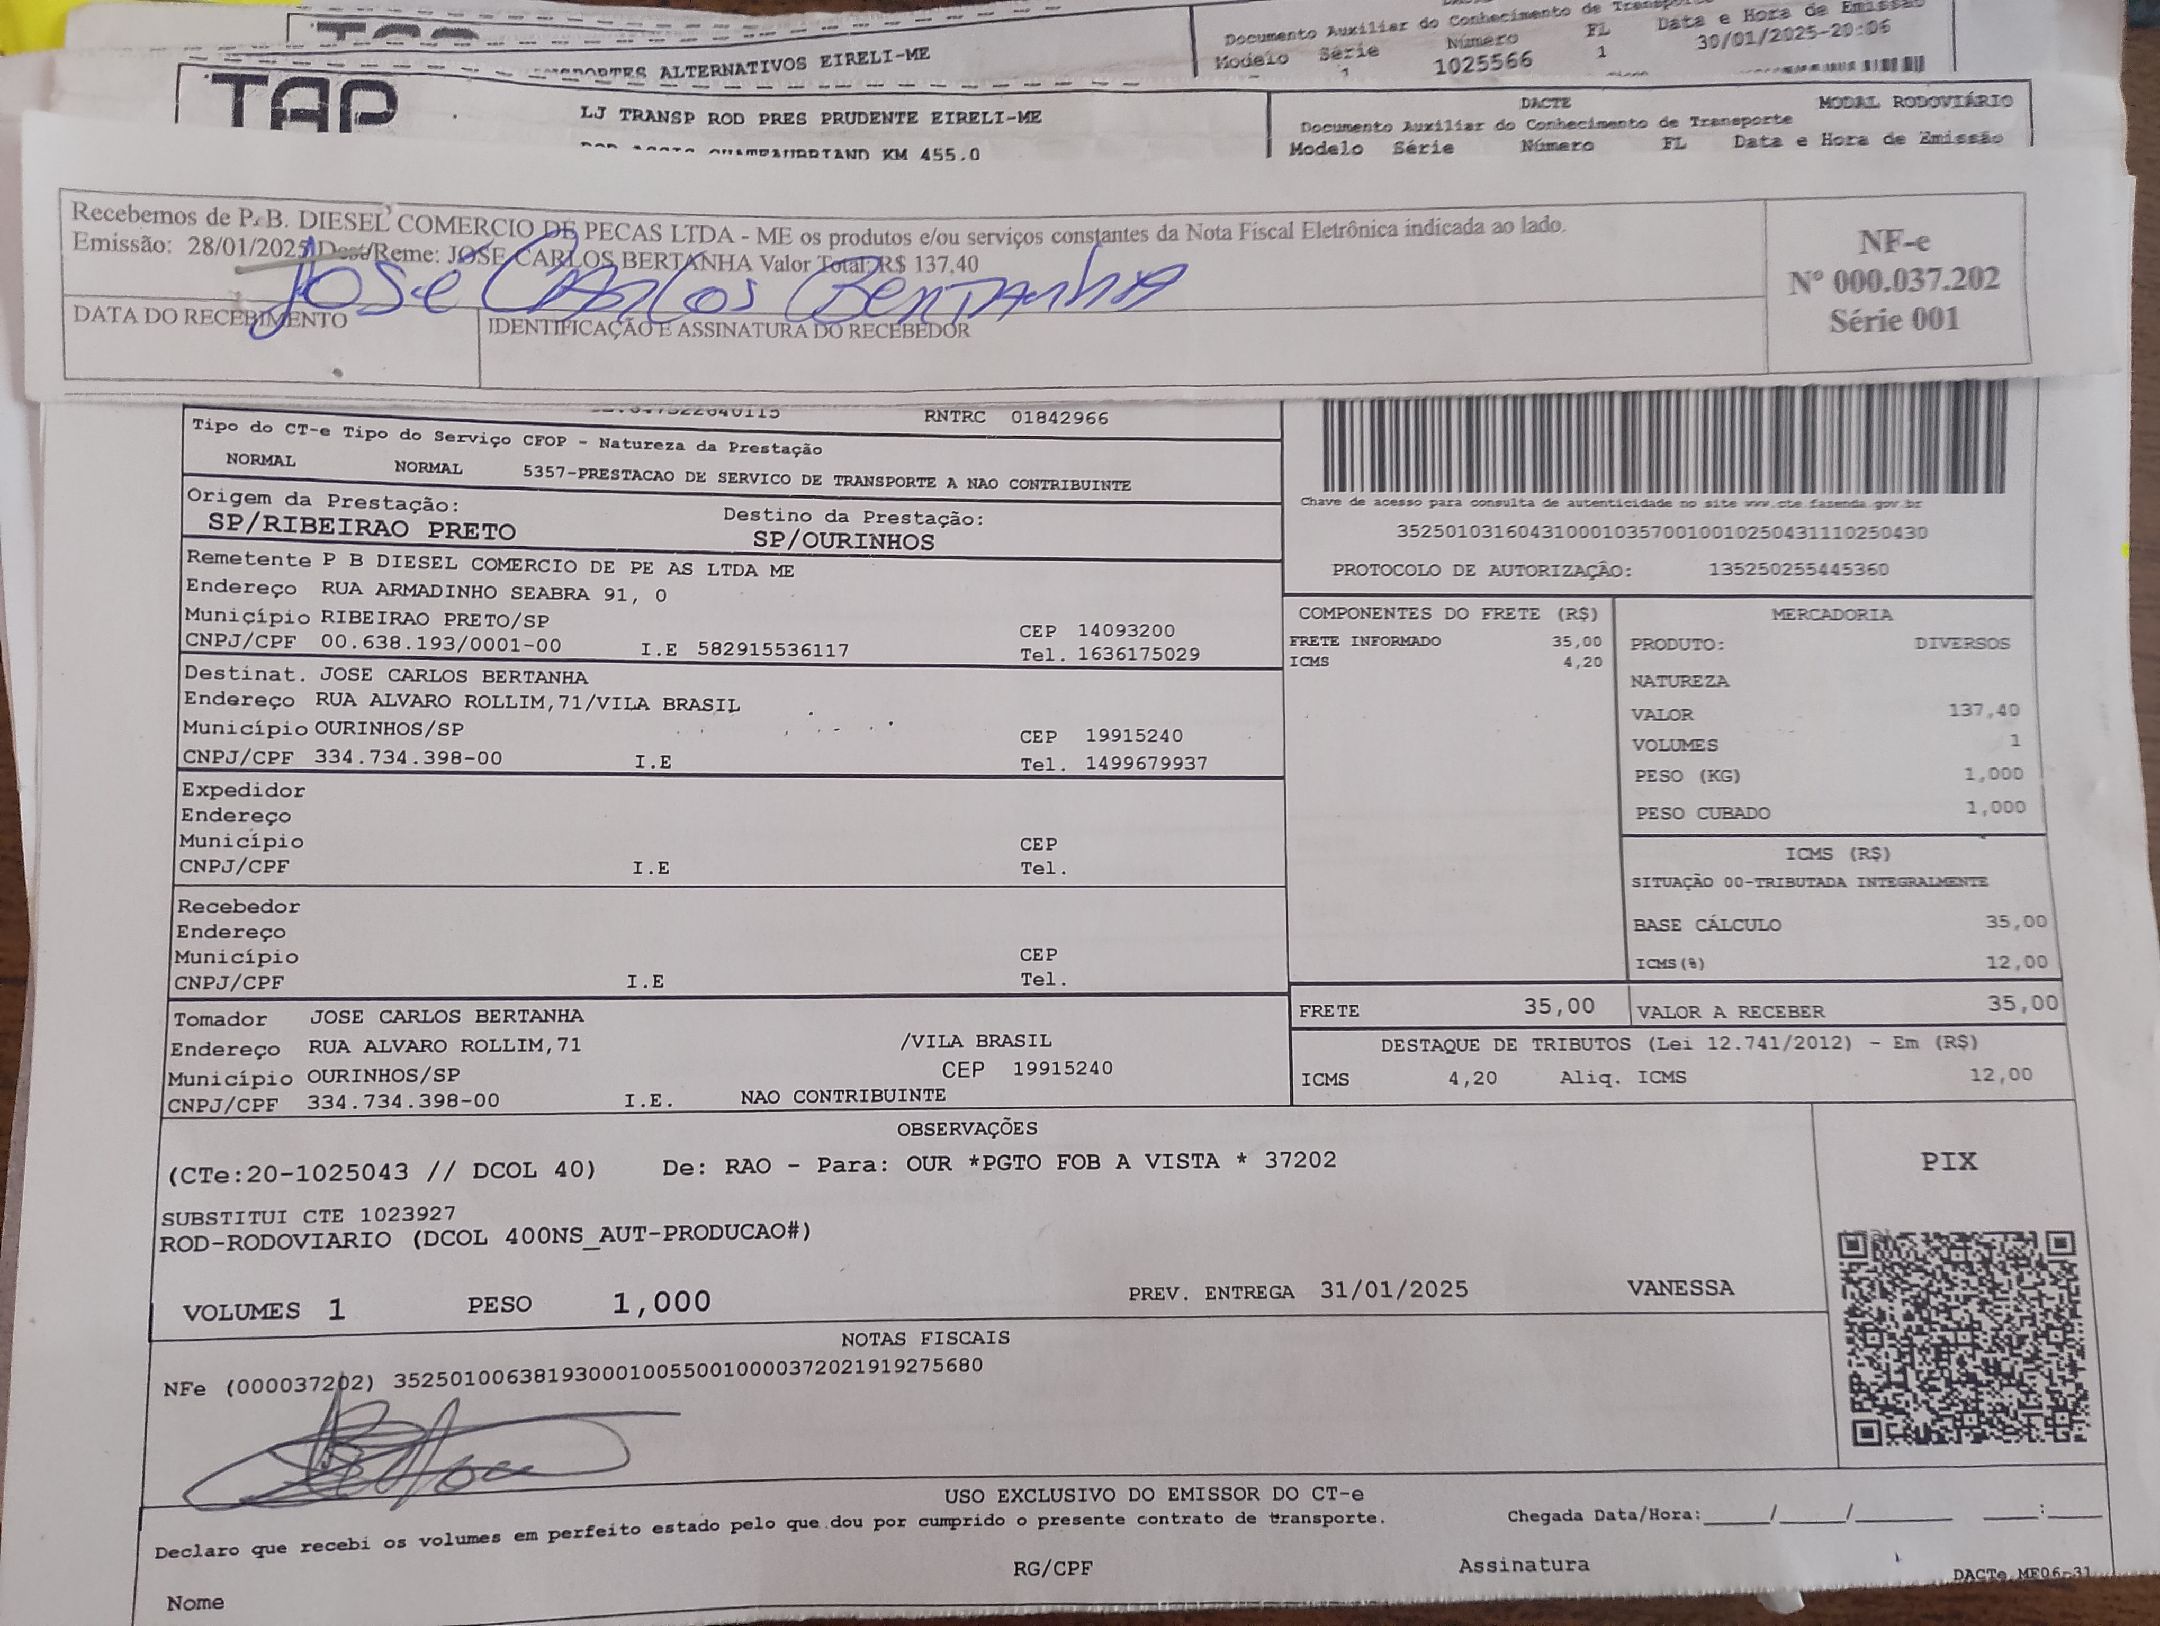 TRANSPORTES ALTERNATIVOS EIRELI-ME
Documento Auxiliar do Conhecimento de
Modelo Série Número FL Data e Hora de Emissão
1 1025566 1 30/01/2025-20:06
TAP
LJ TRANSP ROD PRES PRUDENTE EIRELI-ME
KM 455.0
DACTE MODAL RODOVIÁRIO
Documento Auxiliar do Conhecimento de Transporte
Modelo Série Número FL Data e Hora de Emissão
Recebemos de P. B. DIESEL COMERCIO DE PECAS LTDA - ME os produtos e/ou serviços constantes da Nota Fiscal Eletrônica indicada ao lado.
Emissão: 28/01/2025 Dest/Reme: JOSE CARLOS BERTANHA Valor Total: R$ 137,40
Jose Carlos Bertanha
DATA DO RECEBIMENTO
IDENTIFICAÇÃO E ASSINATURA DO RECEBEDOR
NF-e
Nº 000.037.202
Série 001
RNTRC 01842966
Tipo do CT-e Tipo do Serviço CFOP - Natureza da Prestação
NORMAL NORMAL 5357-PRESTACAO DE SERVICO DE TRANSPORTE A NAO CONTRIBUINTE
Origem da Prestação: Destino da Prestação:
SP/RIBEIRAO PRETO SP/OURINHOS
Chave de acesso para consulta de autenticidade no site www.cte.fazenda.gov.br
35250103160431000103570010010250431110250430
PROTOCOLO DE AUTORIZAÇÃO: 135250255445360
Remetente P B DIESEL COMERCIO DE PE AS LTDA ME
Endereço RUA ARMADINHO SEABRA 91, 0
Município RIBEIRAO PRETO/SP CEP 14093200
CNPJ/CPF 00.638.193/0001-00 I.E 582915536117 Tel. 1636175029
Destinat. JOSE CARLOS BERTANHA
Endereço RUA ALVARO ROLLIM,71/VILA BRASIL
Município OURINHOS/SP CEP 19915240
CNPJ/CPF 334.734.398-00 I.E Tel. 1499679937
Expedidor
Endereço
Município CEP
CNPJ/CPF I.E Tel.
Recebedor
Endereço
Município CEP
CNPJ/CPF I.E Tel.
Tomador JOSE CARLOS BERTANHA
Endereço RUA ALVARO ROLLIM,71 /VILA BRASIL
Município OURINHOS/SP CEP 19915240
CNPJ/CPF 334.734.398-00 I.E. NAO CONTRIBUINTE
COMPONENTES DO FRETE (R$)
FRETE INFORMADO 35,00
ICMS 4,20
MERCADORIA
PRODUTO: DIVERSOS
NATUREZA
VALOR 137,40
VOLUMES 1
PESO (KG) 1,000
PESO CUBADO 1,000
ICMS (R$)
SITUAÇÃO 00-TRIBUTADA INTEGRALMENTE
BASE CÁLCULO 35,00
ICMS(%) 12,00
FRETE 35,00 VALOR A RECEBER 35,00
DESTAQUE DE TRIBUTOS (Lei 12.741/2012) - Em (R$)
ICMS 4,20 Aliq. ICMS 12,00
OBSERVAÇÕES
(CTe:20-1025043 // DCOL 40) De: RAO - Para: OUR *PGTO FOB A VISTA * 37202
SUBSTITUI CTE 1023927
ROD-RODOVIARIO (DCOL 400NS_AUT-PRODUCAO#)
VOLUMES 1 PESO 1,000 PREV. ENTREGA 31/01/2025 VANESSA
PIX
NOTAS FISCAIS
NFe (000037202) 35250100638193000100550010000372021919275680
USO EXCLUSIVO DO EMISSOR DO CT-e
Declaro que recebi os volumes em perfeito estado pelo que dou por cumprido o presente contrato de transporte. Chegada Data/Hora:_____/_____/_______ ____:____
Nome RG/CPF Assinatura
DACTe ME06-31